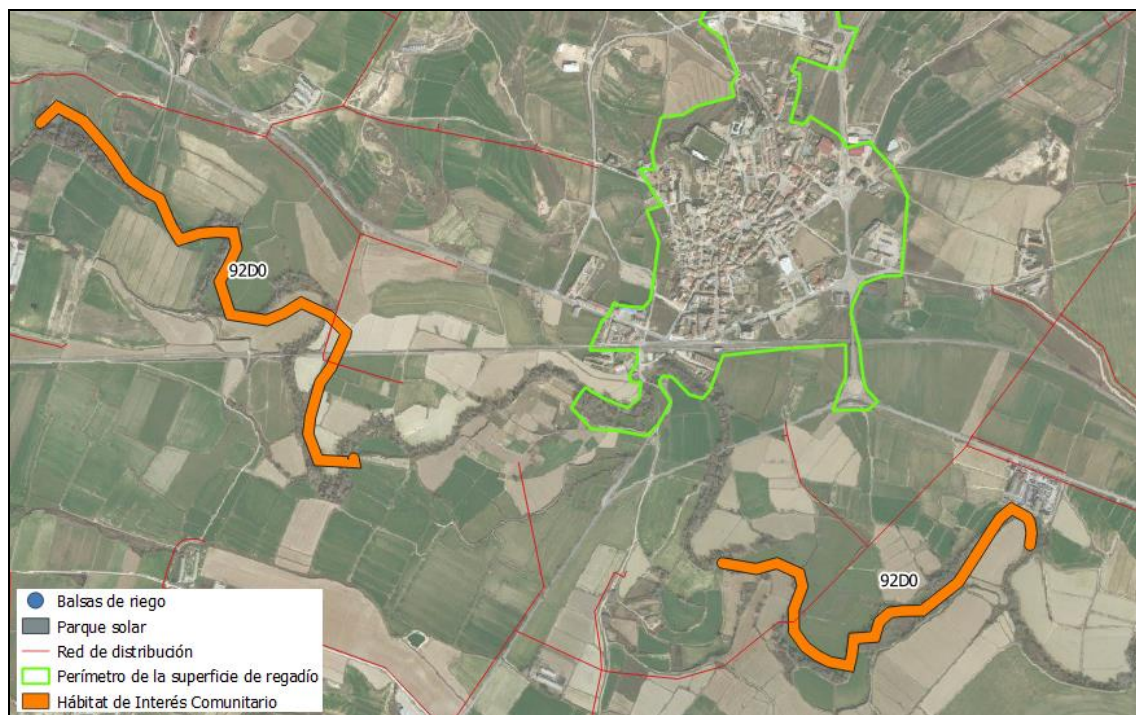 92D0
92D0
Balsas de riego
Parque solar
Red de distribución
Perímetro de la superficie de regadío
Hábitat de Interés Comunitario